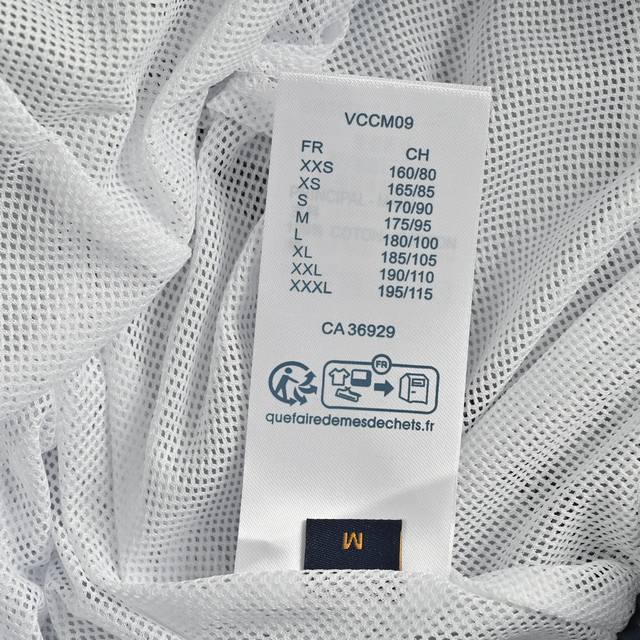 VCCM09
FR CH
XXS 160/80
XS 165/85
S 170/90
M 175/95
L 180/100
XL 185/105
XXL 190/110
XXXL 195/115
CA 36929
FR
quefairedemesdechets.fr
M